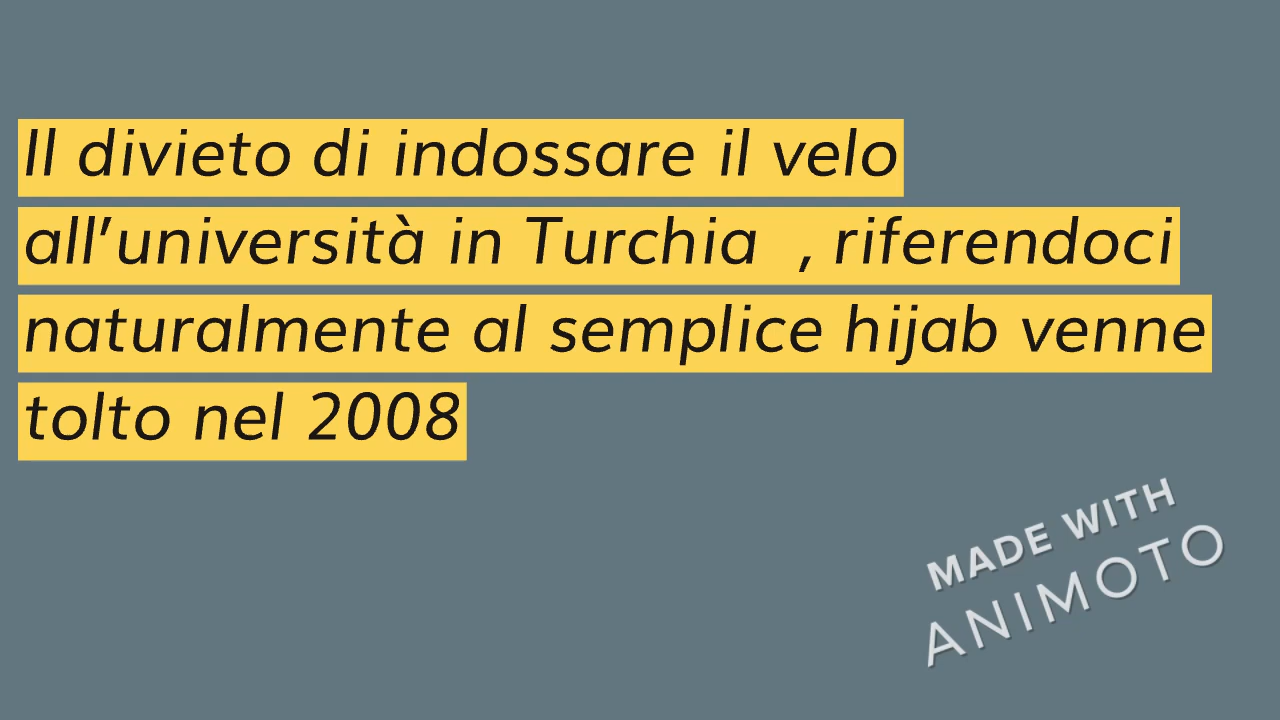 Il divieto di indossare il velo
all’università in Turchia  , riferendoci
naturalmente al semplice hijab venne
tolto nel 2008
MADE WITH
ANIMOTO